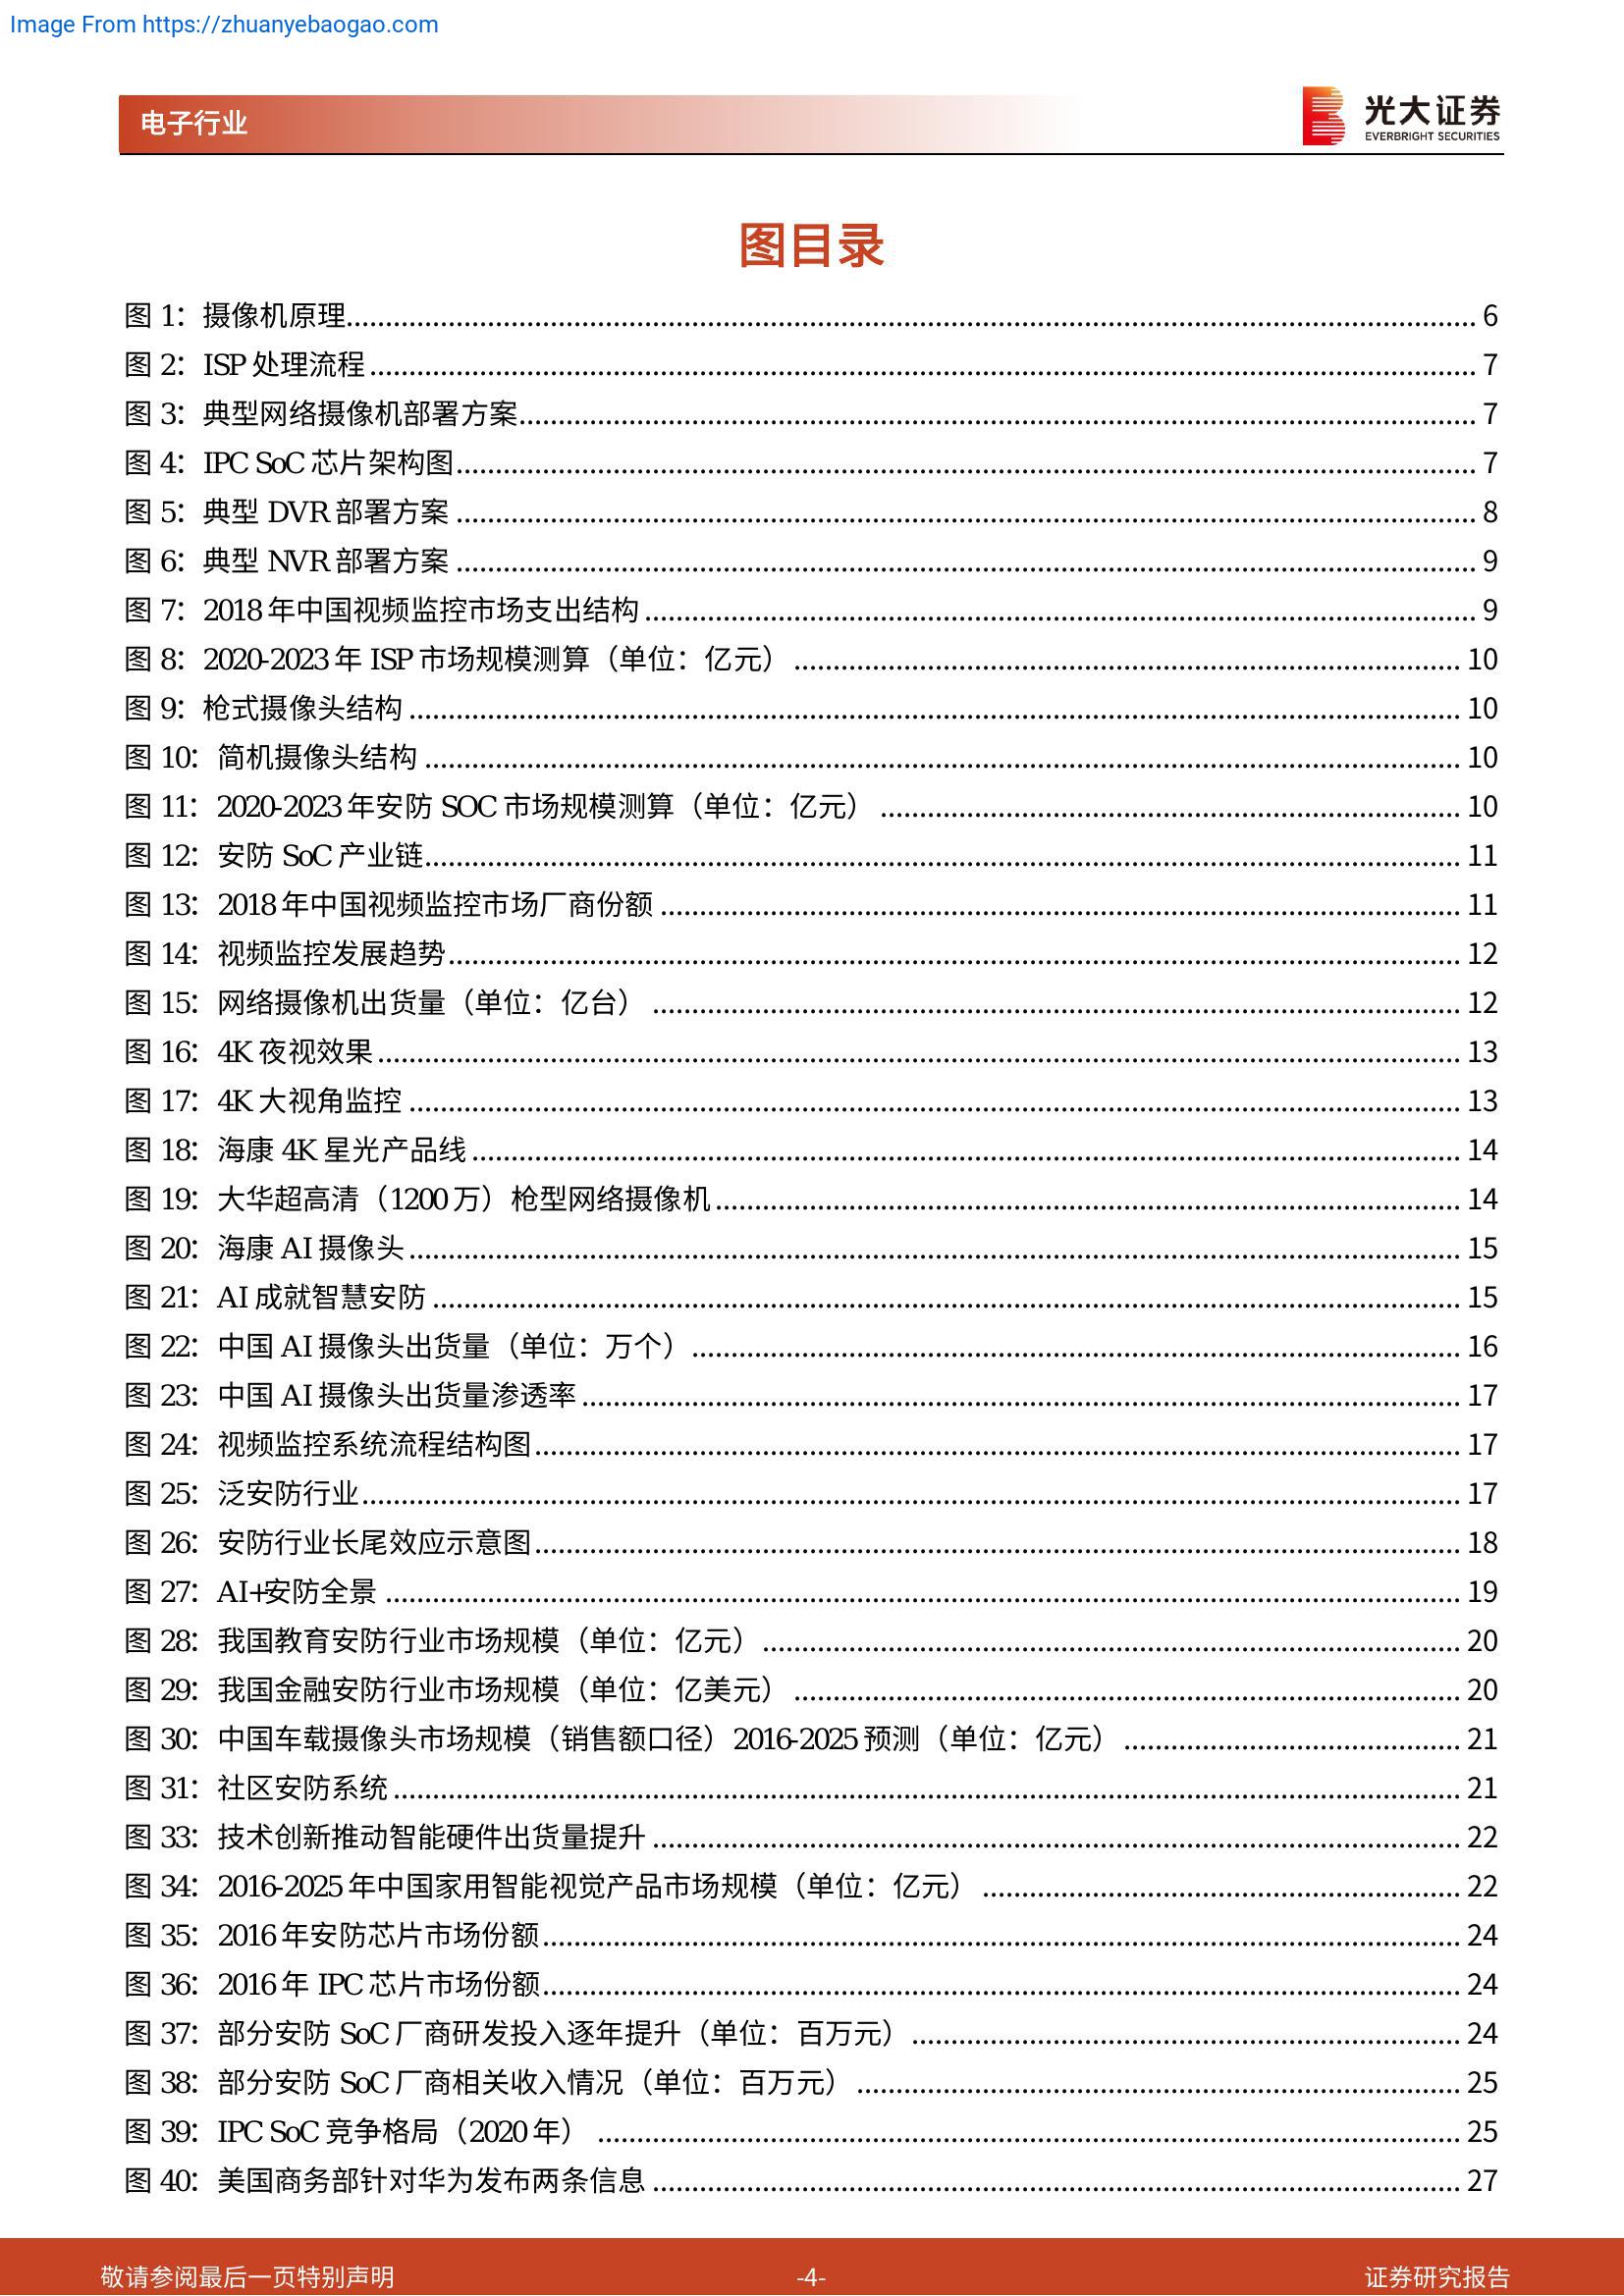 Image From https://zhuanyebaogao.com
电子行业
光大证券
EVERBRIGHT SECURITIES
图目录
图 1：摄像机原理 6
图 2：ISP 处理流程 7
图 3：典型网络摄像机部署方案 7
图 4：IPC SoC 芯片架构图 7
图 5：典型 DVR 部署方案 8
图 6：典型 NVR 部署方案 9
图 7：2018 年中国视频监控市场支出结构 9
图 8：2020-2023 年 ISP 市场规模测算（单位：亿元） 10
图 9：枪式摄像头结构 10
图 10：简机摄像头结构 10
图 11：2020-2023 年安防 SOC 市场规模测算（单位：亿元） 10
图 12：安防 SoC 产业链 11
图 13：2018 年中国视频监控市场厂商份额 11
图 14：视频监控发展趋势 12
图 15：网络摄像机出货量（单位：亿台） 12
图 16：4K 夜视效果 13
图 17：4K 大视角监控 13
图 18：海康 4K 星光产品线 14
图 19：大华超高清（1200 万）枪型网络摄像机 14
图 20：海康 AI 摄像头 15
图 21：AI 成就智慧安防 15
图 22：中国 AI 摄像头出货量（单位：万个） 16
图 23：中国 AI 摄像头出货量渗透率 17
图 24：视频监控系统流程结构图 17
图 25：泛安防行业 17
图 26：安防行业长尾效应示意图 18
图 27：AI+安防全景 19
图 28：我国教育安防行业市场规模（单位：亿元） 20
图 29：我国金融安防行业市场规模（单位：亿美元） 20
图 30：中国车载摄像头市场规模（销售额口径）2016-2025 预测（单位：亿元） 21
图 31：社区安防系统 21
图 33：技术创新推动智能硬件出货量提升 22
图 34：2016-2025 年中国家用智能视觉产品市场规模（单位：亿元） 22
图 35：2016 年安防芯片市场份额 24
图 36：2016 年 IPC 芯片市场份额 24
图 37：部分安防 SoC 厂商研发投入逐年提升（单位：百万元） 24
图 38：部分安防 SoC 厂商相关收入情况（单位：百万元） 25
图 39：IPC SoC 竞争格局（2020 年） 25
图 40：美国商务部针对华为发布两条信息 27
敬请参阅最后一页特别声明 -4- 证券研究报告